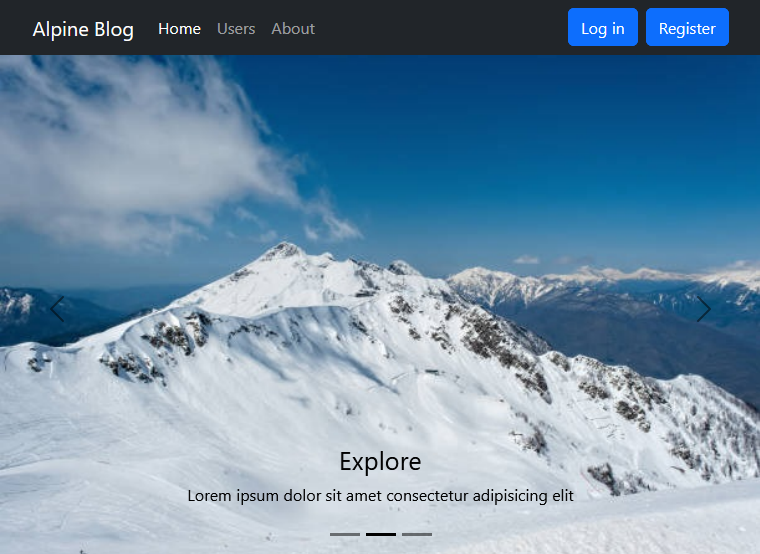 Alpine Blog Home Users About Log in Register
Explore
Lorem ipsum dolor sit amet consectetur adipisicing elit